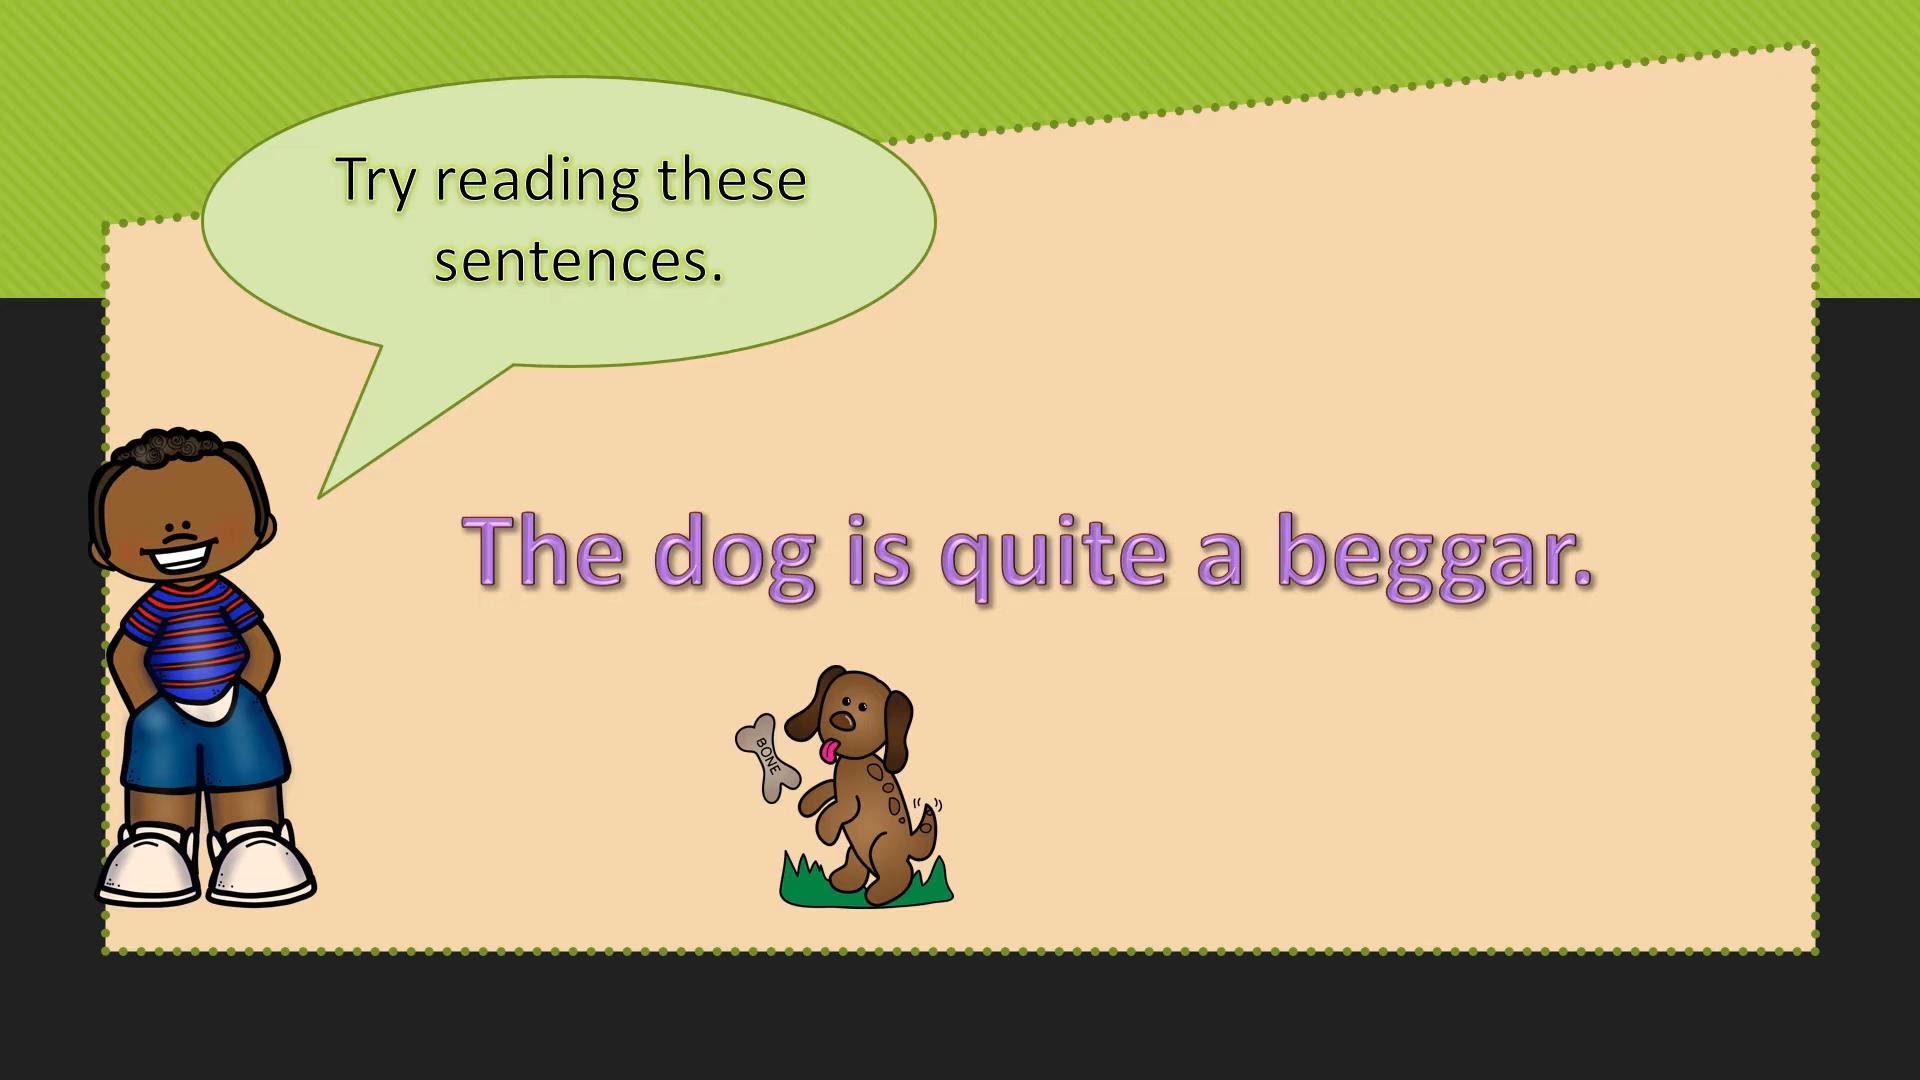 Try reading these
sentences.
The dog is quite a beggar.
BONE